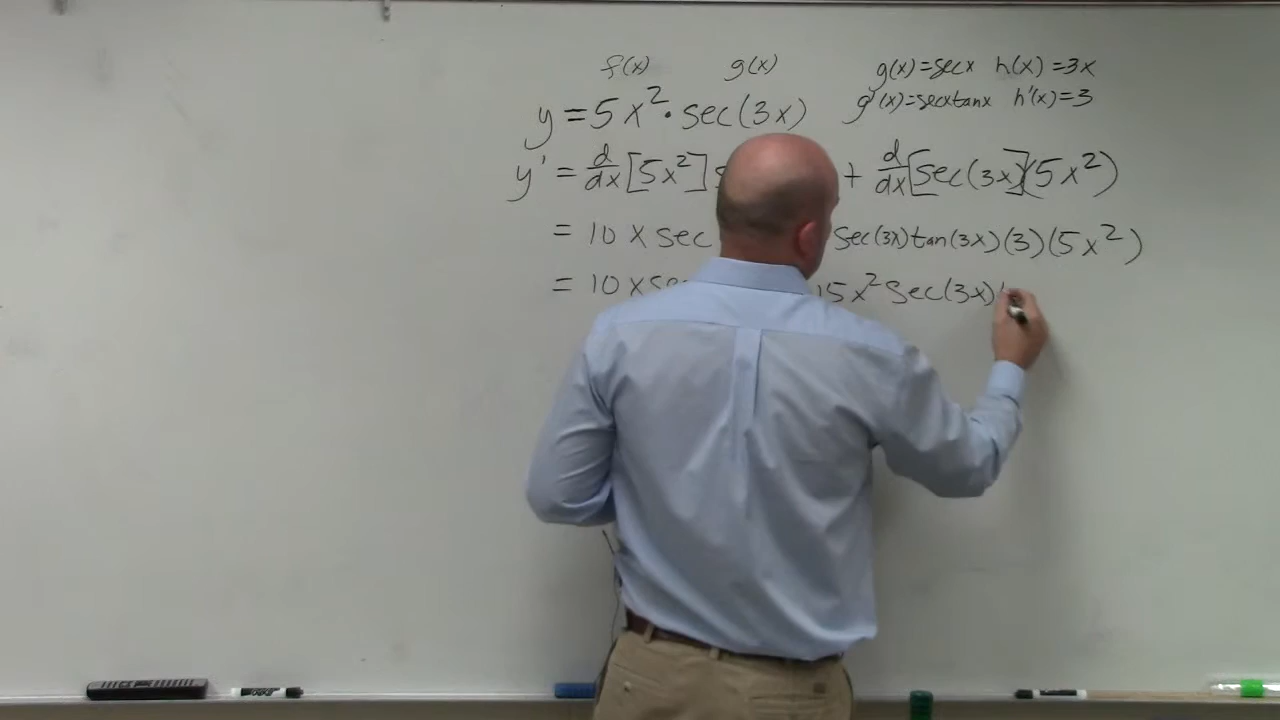 f(x) g(x) g(x)=secx h(x)=3x
y = 5x²·sec(3x) g'(x)=secxtanx h'(x)=3
y' = d/dx[5x²] + d/dx[sec(3x)](5x²)
= 10x sec sec(3x)tan(3x)(3)(5x²)
= 10x 15x² sec(3x)